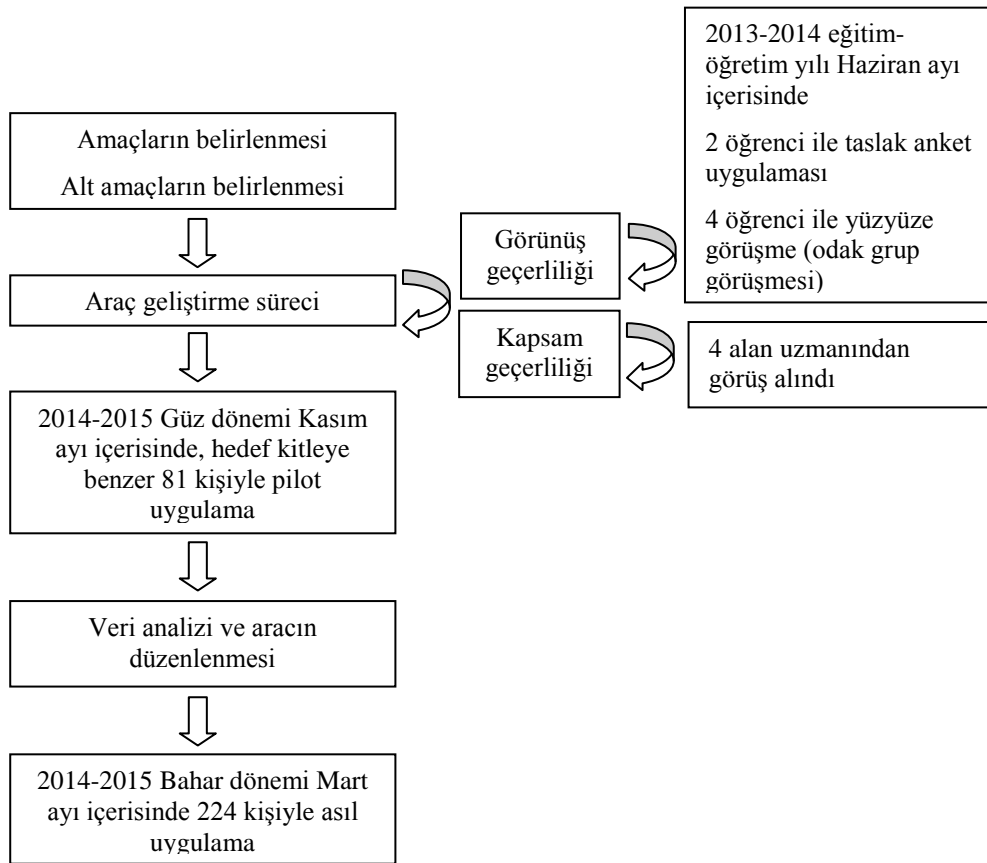 Amaçların belirlenmesi
Alt amaçların belirlenmesi
Araç geliştirme süreci
Görünüş
geçerliliği
2013-2014 eğitim-
öğretim yılı Haziran ayı
içerisinde
2 öğrenci ile taslak anket
uygulaması
4 öğrenci ile yüzyüze
görüşme (odak grup
görüşmesi)
Kapsam
geçerliliği
4 alan uzmanından
görüş alındı
2014-2015 Güz dönemi Kasım
ayı içerisinde, hedef kitleye
benzer 81 kişiyle pilot
uygulama
Veri analizi ve aracın
düzenlenmesi
2014-2015 Bahar dönemi Mart
ayı içerisinde 224 kişiyle asıl
uygulama